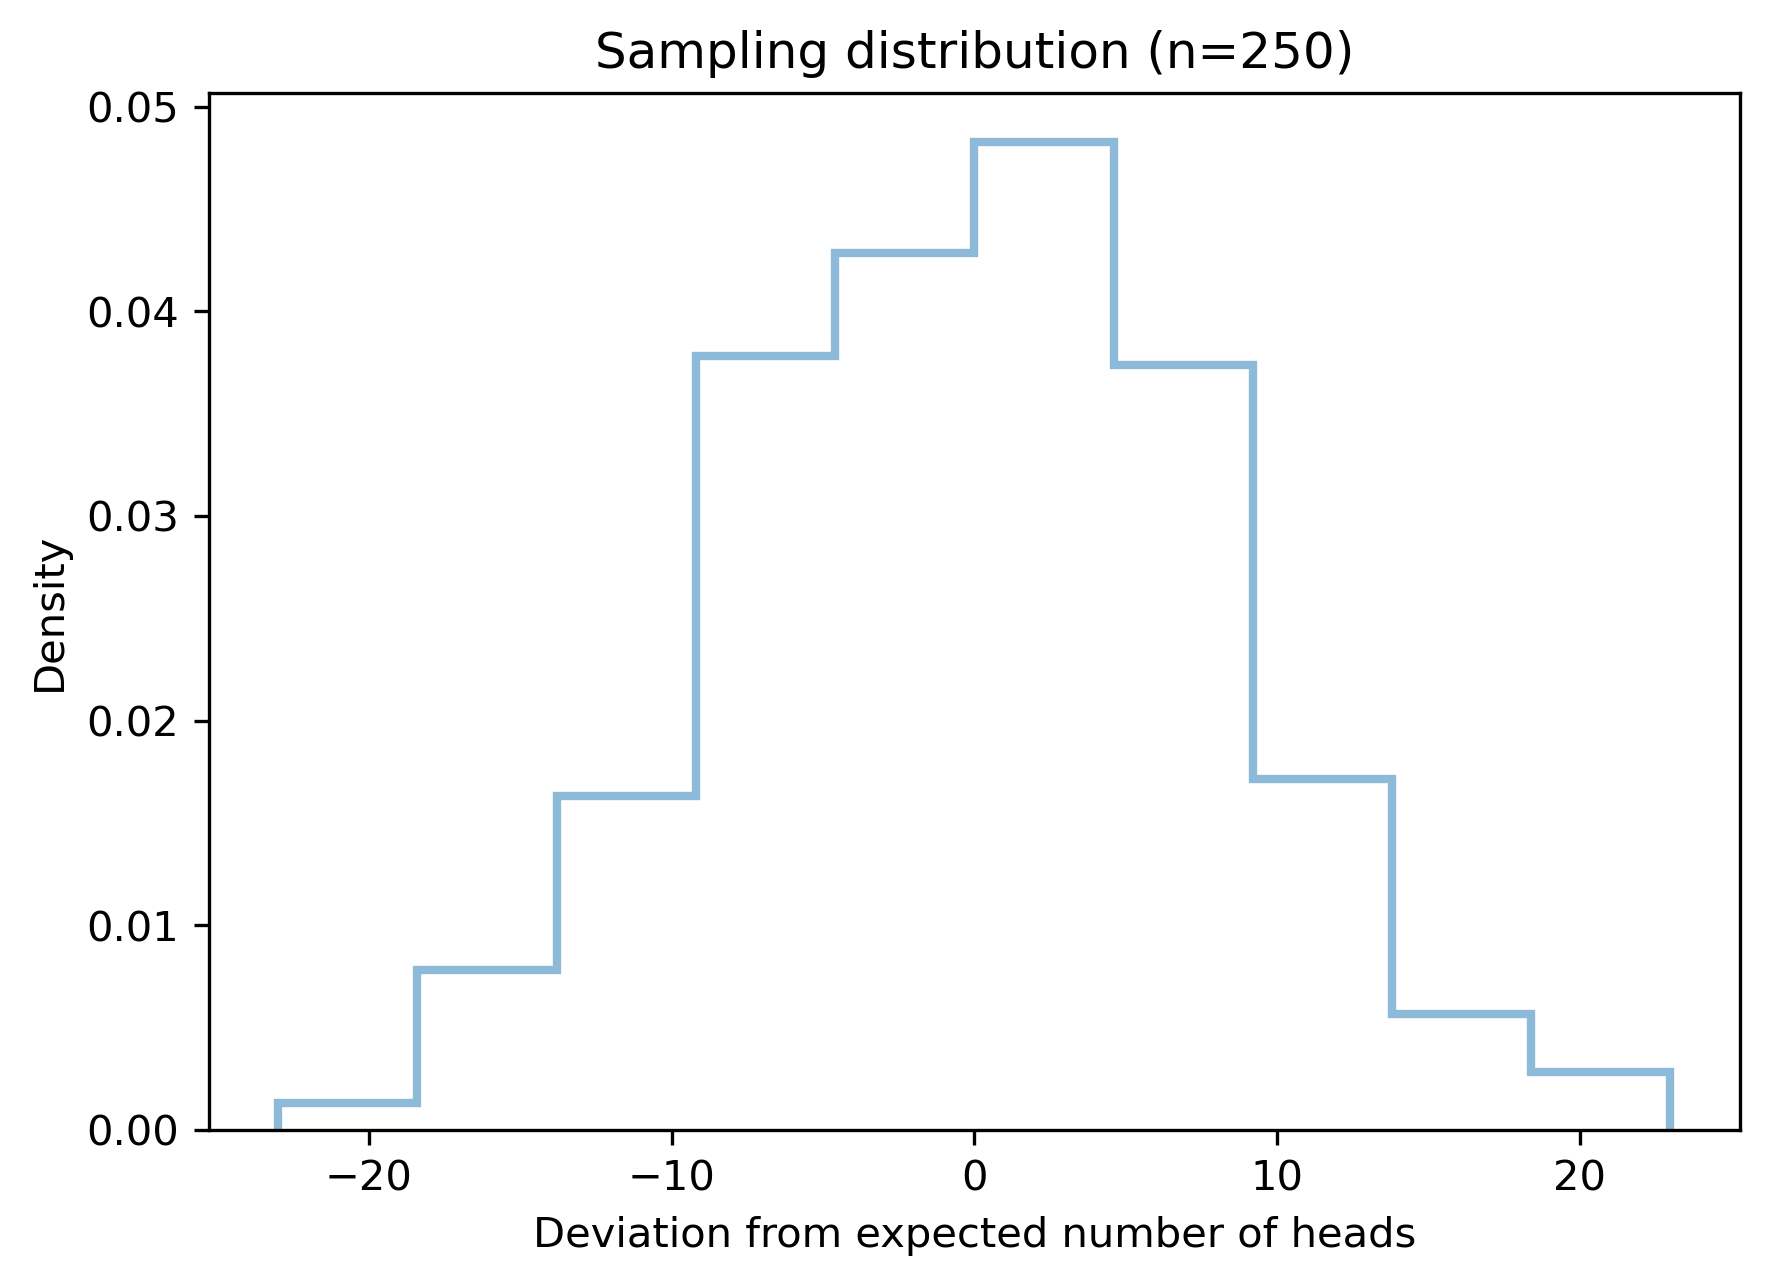 Sampling distribution (n=250)
0.05
0.04
0.03
0.02
0.01
0.00
Density
−20 −10 0 10 20
Deviation from expected number of heads